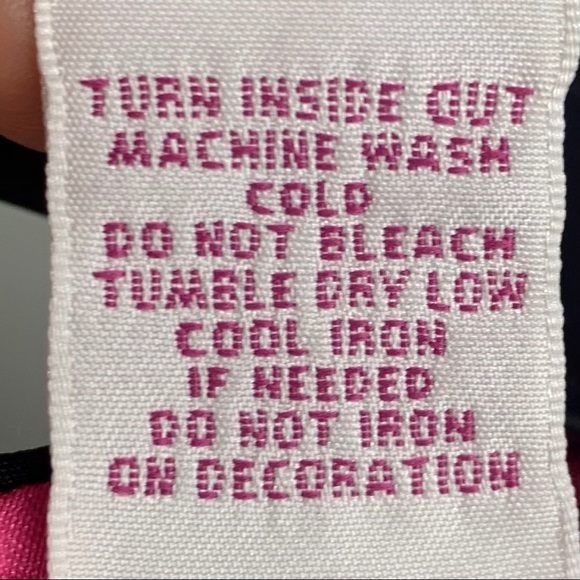 TURN INSIDE OUT
MACHINE WASH
COLD
DO NOT BLEACH
TUMBLE DRY LOW
COOL IRON
IF NEEDED
DO NOT IRON
ON DECORATION